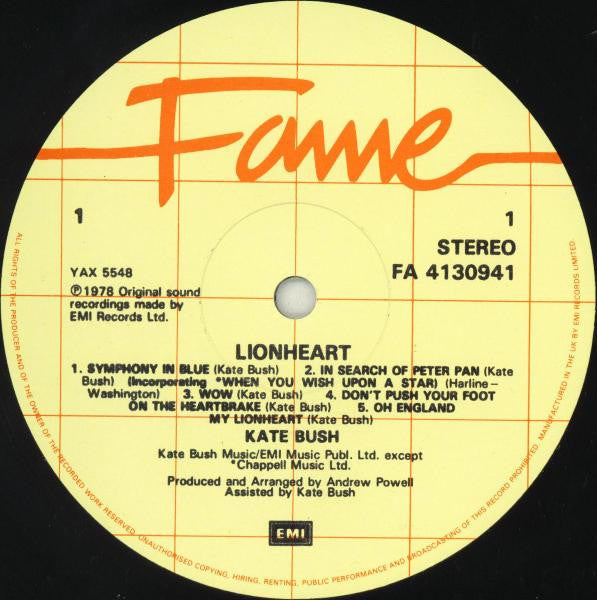 Fame
1
1
STEREO
YAX 5548
FA 4130941
℗1978 Original sound
recordings made by
EMI Records Ltd.
LIONHEART
1. SYMPHONY IN BLUE (Kate Bush) 2. IN SEARCH OF PETER PAN (Kate
Bush) (Incorporating *WHEN YOU WISH UPON A STAR) (Harline–
Washington) 3. WOW (Kate Bush) 4. DON'T PUSH YOUR FOOT
ON THE HEARTBRAKE (Kate Bush) 5. OH ENGLAND
MY LIONHEART (Kate Bush)
KATE BUSH
Kate Bush Music/EMI Music Publ. Ltd. except
*Chappell Music Ltd.
Produced and Arranged by Andrew Powell
Assisted by Kate Bush
EMI
ALL RIGHTS OF THE PRODUCER AND OF THE OWNER OF THE RECORDED WORK RESERVED. UNAUTHORISED COPYING, HIRING, RENTING, PUBLIC PERFORMANCE AND BROADCASTING OF THIS RECORD PROHIBITED. MANUFACTURED IN THE UK BY EMI RECORDS LIMITED.